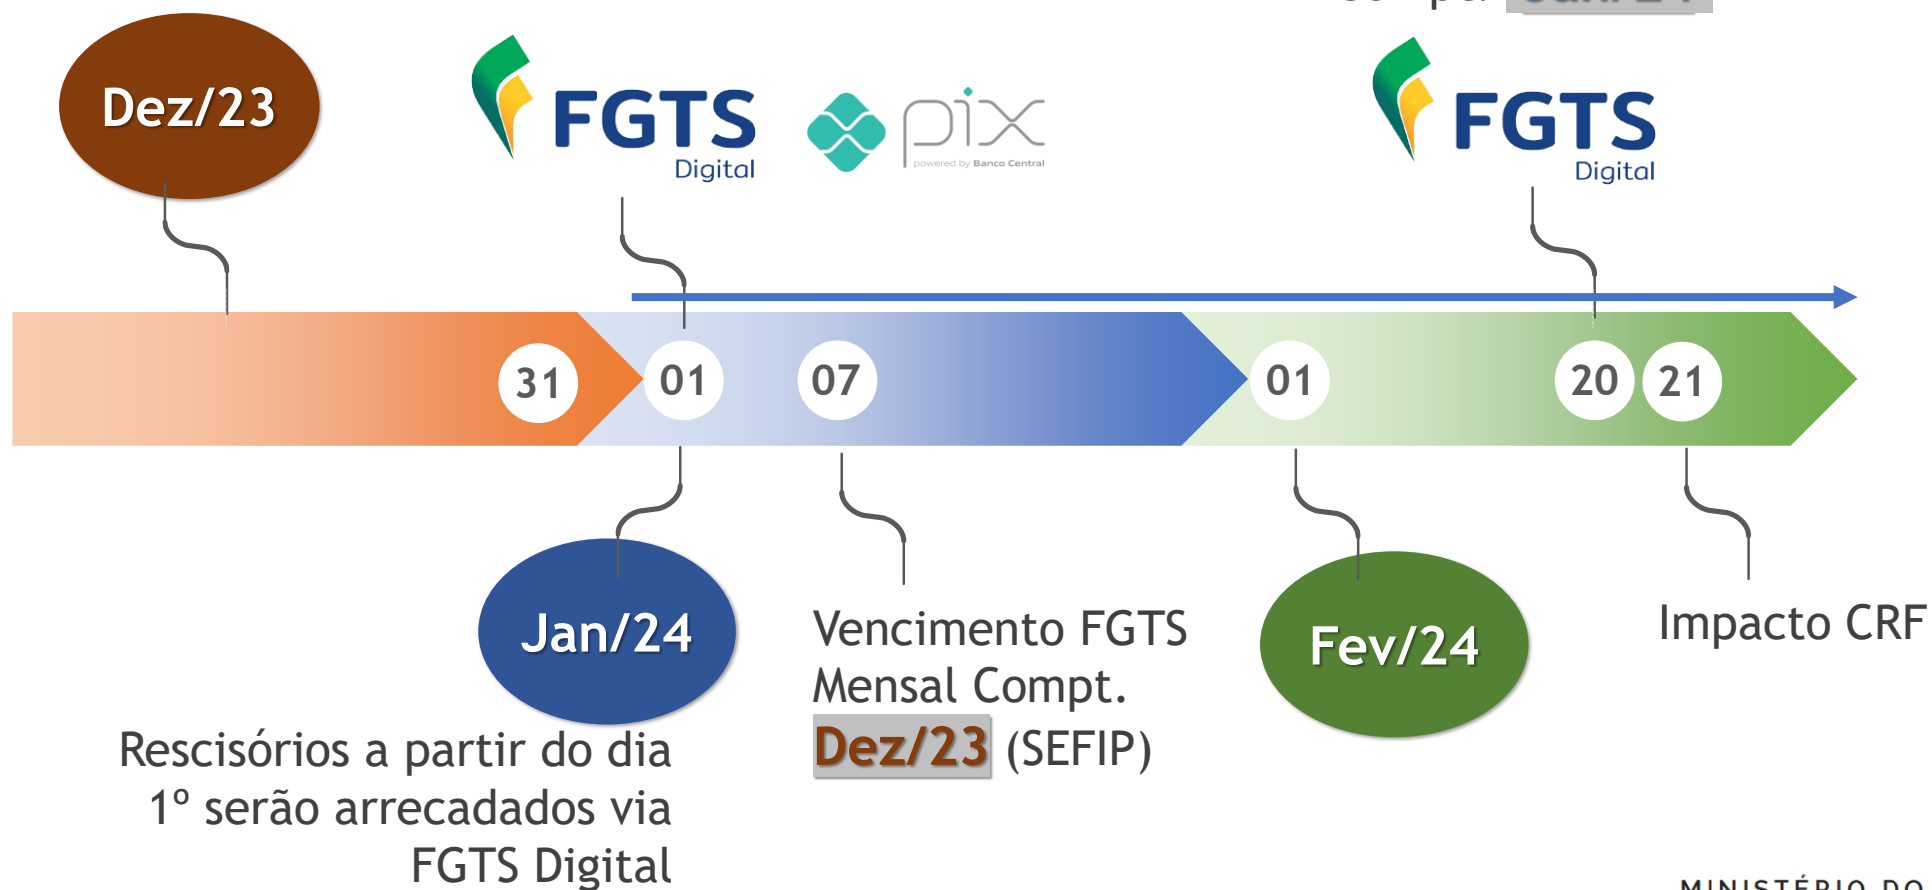 Dez/23
FGTS
Digital
pix
powered by Banco Central
FGTS
Digital
31
01
07
01
20
21
Jan/24
Vencimento FGTS
Mensal Compt.
Dez/23 (SEFIP)
Fev/24
Impacto CRF
Rescisórios a partir do dia
1º serão arrecadados via
FGTS Digital
MINISTÉRIO DO